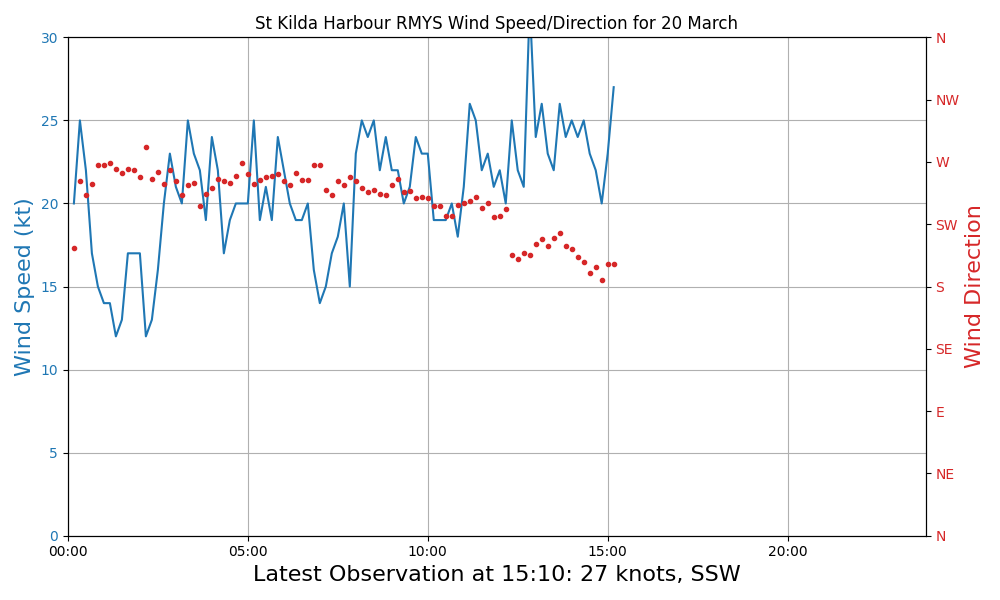 St Kilda Harbour RMYS Wind Speed/Direction for 20 March
Wind Speed (kt)
30
25
20
15
10
5
0
N
NW
W
SW
S
SE
E
NE
N
Wind Direction
00:00 05:00 10:00 15:00 20:00
Latest Observation at 15:10: 27 knots, SSW